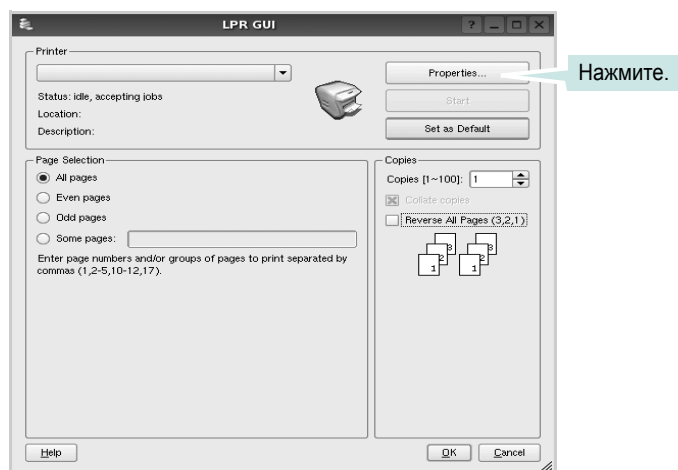 LPR GUI
Printer
Properties...
Нажмите.
Status: idle, accepting jobs
Start
Location:
Description:
Set as Default
Page Selection
All pages
Even pages
Odd pages
Some pages:
Enter page numbers and/or groups of pages to print separated by
commas (1,2-5,10-12,17).
Copies
Copies [1~100]: 1
Collate copies
Reverse All Pages (3,2,1)
3 3
2 2
1 1
Help
OK
Cancel